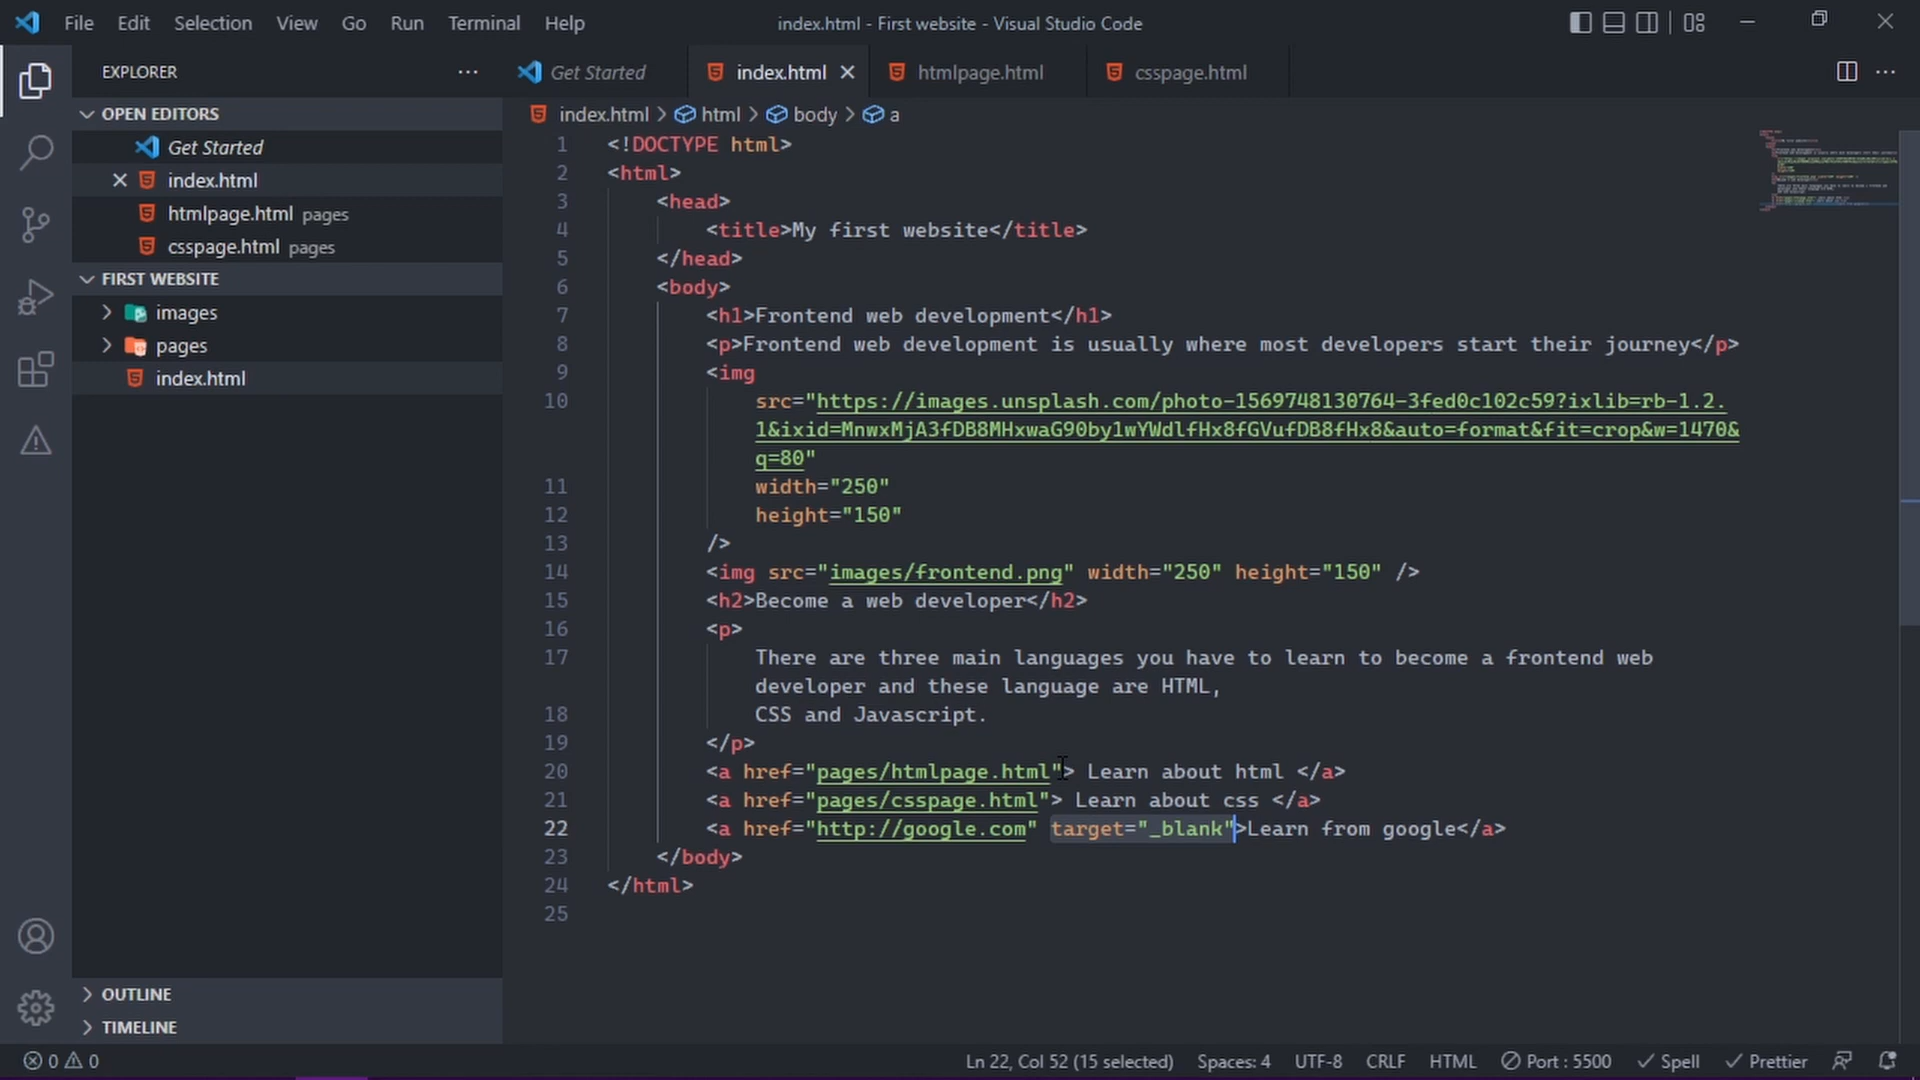 File Edit Selection View Go Run Terminal Help index.html - First website - Visual Studio Code
EXPLORER
OPEN EDITORS
Get Started
index.html
htmlpage.html pages
csspage.html pages
FIRST WEBSITE
images
pages
index.html
OUTLINE
TIMELINE
Get Started index.html htmlpage.html csspage.html
index.html > html > body > a
1 <!DOCTYPE html>
2 <html>
3 <head>
4 <title>My first website</title>
5 </head>
6 <body>
7 <h1>Frontend web development</h1>
8 <p>Frontend web development is usually where most developers start their journey</p>
9 <img
10 src="https://images.unsplash.com/photo-1569748130764-3fed0c102c59?ixlib=rb-1.2.
1&ixid=MnwxMjA3fDB8MHxwaG90by1wYWdlfHx8fGVufDB8fHx8&auto=format&fit=crop&w=1470&
q=80"
11 width="250"
12 height="150"
13 />
14 <img src="images/frontend.png" width="250" height="150" />
15 <h2>Become a web developer</h2>
16 <p>
17 There are three main languages you have to learn to become a frontend web
developer and these language are HTML,
18 CSS and Javascript.
19 </p>
20 <a href="pages/htmlpage.html"> Learn about html </a>
21 <a href="pages/csspage.html"> Learn about css </a>
22 <a href="http://google.com" target="_blank">Learn from google</a>
23 </body>
24 </html>
25
0 0 Ln 22, Col 52 (15 selected) Spaces: 4 UTF-8 CRLF HTML Port : 5500 Spell Prettier